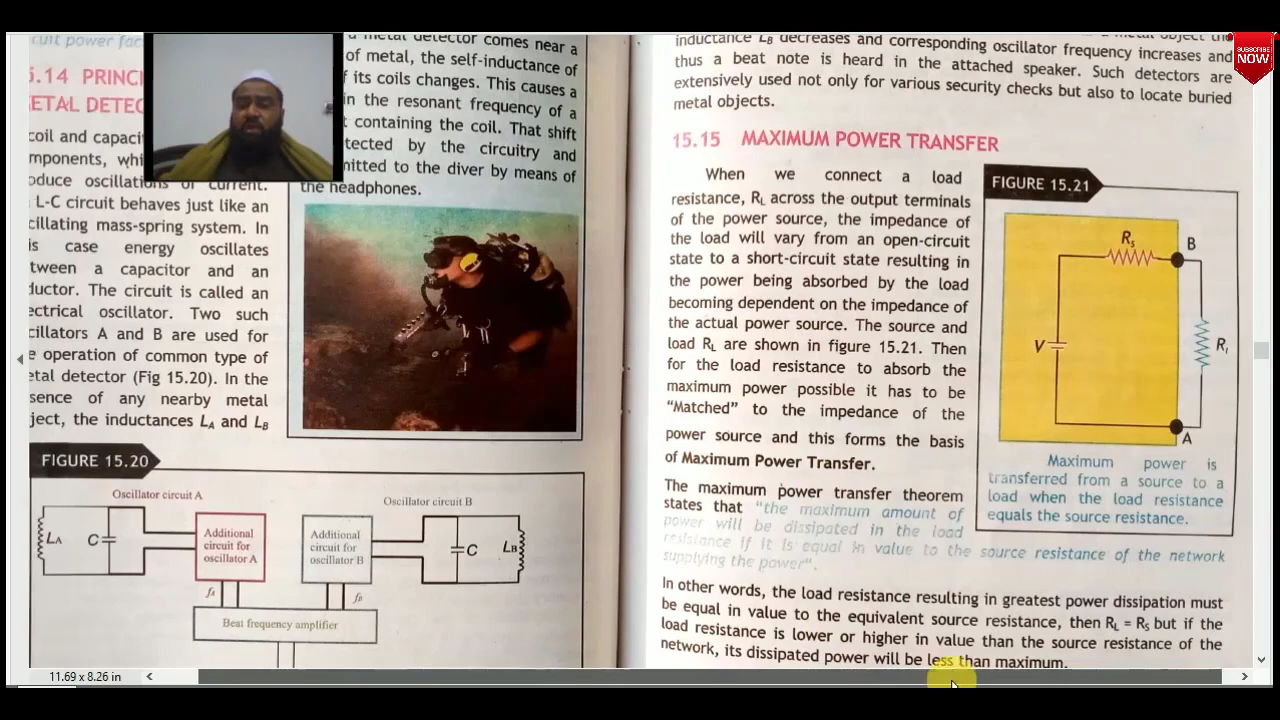 cuit power fac
5.14 PRINCI
ETAL DETEC
coil and capaci
mponents, whi
oduce oscillations of current.
L-C circuit behaves just like an
cillating mass-spring system. In
is case energy oscillates
tween a capacitor and an
ductor. The circuit is called an
ectrical oscillator. Two such
cillators A and B are used for
e operation of common type of
etal detector (Fig 15.20). In the
sence of any nearby metal
ject, the inductances LA and LB
a metal detector comes near a
of metal, the self-inductance of
f its coils changes. This causes a
in the resonant frequency of a
t containing the coil. That shift
tected by the circuitry and
mitted to the diver by means of
the headphones.
FIGURE 15.20
Oscillator circuit A
Oscillator circuit B
LA
C
Additional
circuit for
oscillator A
Additional
circuit for
oscillator B
C
LB
fA
fB
Beat frequency amplifier
inductance LB decreases and corresponding oscillator frequency increases and
thus a beat note is heard in the attached speaker. Such detectors are
extensively used not only for various security checks but also to locate buried
metal objects.
15.15 MAXIMUM POWER TRANSFER
When we connect a load
resistance, RL across the output terminals
of the power source, the impedance of
the load will vary from an open-circuit
state to a short-circuit state resulting in
the power being absorbed by the load
becoming dependent on the impedance of
the actual power source. The source and
load RL are shown in figure 15.21. Then
for the load resistance to absorb the
maximum power possible it has to be
“Matched” to the impedance of the
power source and this forms the basis
of Maximum Power Transfer.
The maximum power transfer theorem
states that "the maximum amount of
power will be dissipated in the load
resistance if it is equal in value to the source resistance of the network
supplying the power".
In other words, the load resistance resulting in greatest power dissipation must
be equal in value to the equivalent source resistance, then RL = RS but if the
load resistance is lower or higher in value than the source resistance of the
network, its dissipated power will be less than maximum.
FIGURE 15.21
Rs
B
V
RL
A
Maximum power is
transferred from a source to a
load when the load resistance
equals the source resistance.
SUBSCRIBE
NOW
11.69 x 8.26 in